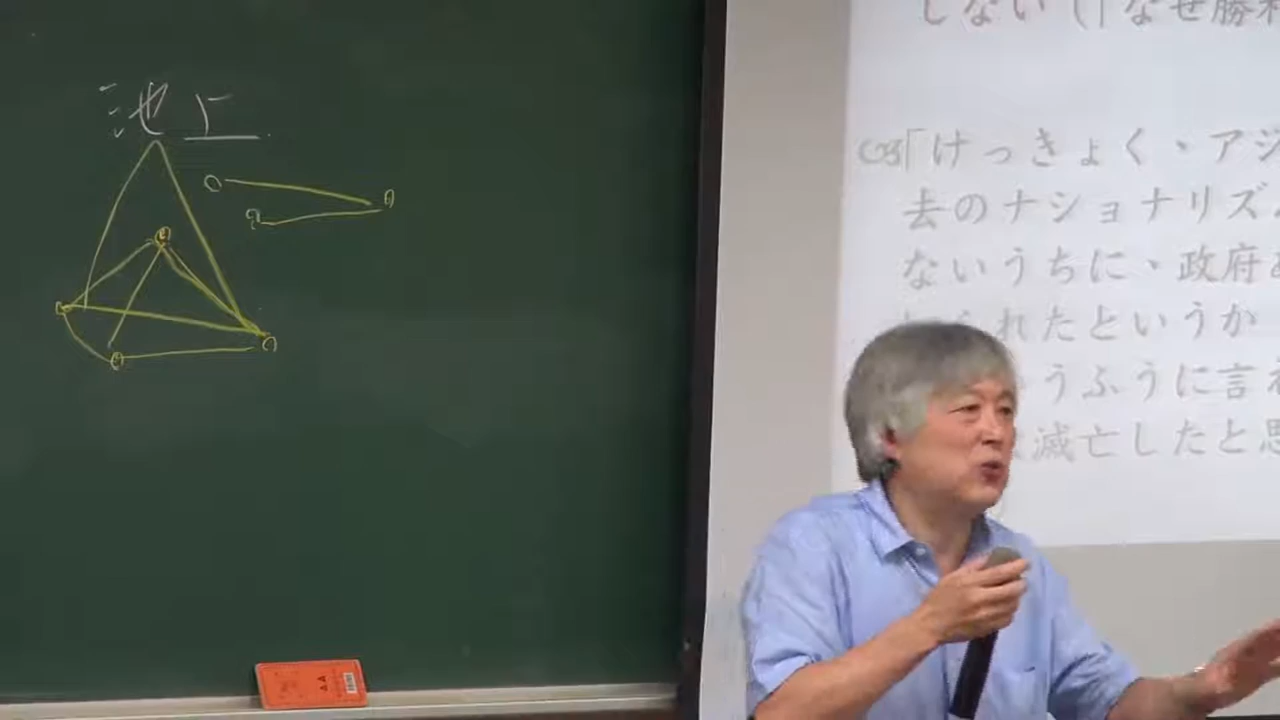 池上
しない(「なぜ勝利
「けっきょく、アジ
去のナショナリズ
ないうちに、政府
れたというか
うふうに言
滅亡したと思